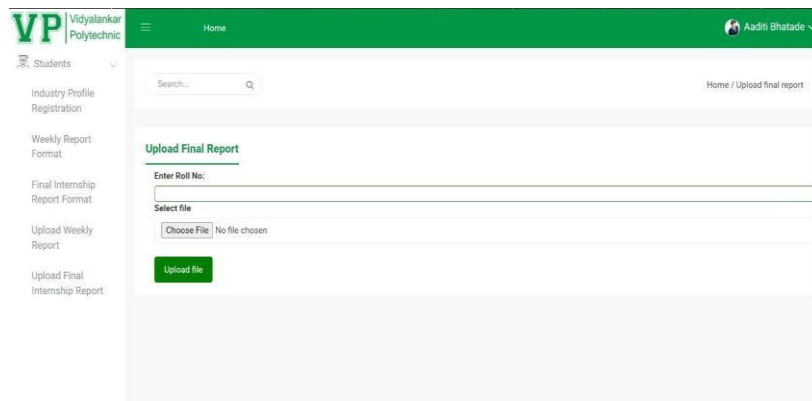 VP Vidyalankar
Polytechnic
Home
Aaditi Bhatade
Students
Search...
Home / Upload final report
Industry Profile
Registration
Weekly Report
Format
Final Internship
Report Format
Upload Weekly
Report
Upload Final
Internship Report
Upload Final Report
Enter Roll No:
Select file
Choose File No file chosen
Upload file